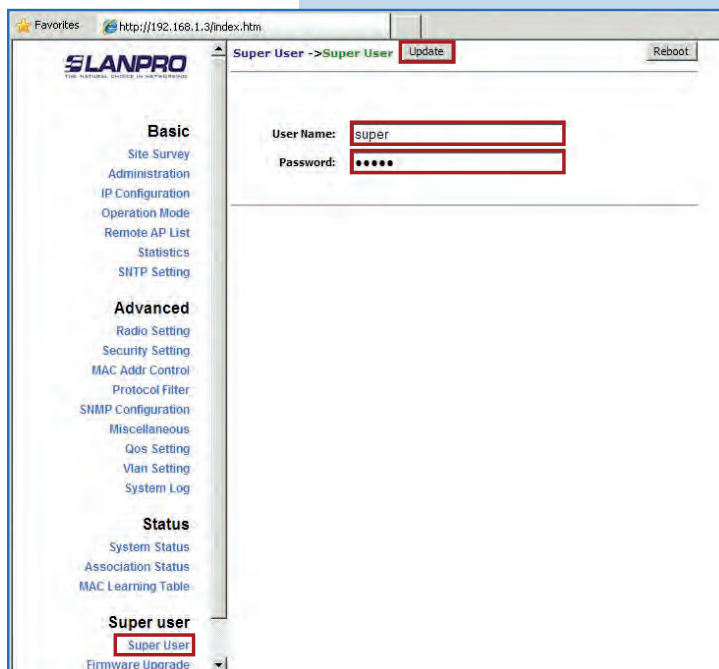 Favorites http://192.168.1.3/index.htm
SLANPRO
THE NATURAL CHOICE IN NETWORKING
Super User ->Super User Update Reboot
User Name: super
Password: •••••
Basic
Site Survey
Administration
IP Configuration
Operation Mode
Remote AP List
Statistics
SNTP Setting
Advanced
Radio Setting
Security Setting
MAC Addr Control
Protocol Filter
SNMP Configuration
Miscellaneous
Qos Setting
Vlan Setting
System Log
Status
System Status
Association Status
MAC Learning Table
Super user
Super User
Firmware Upgrade